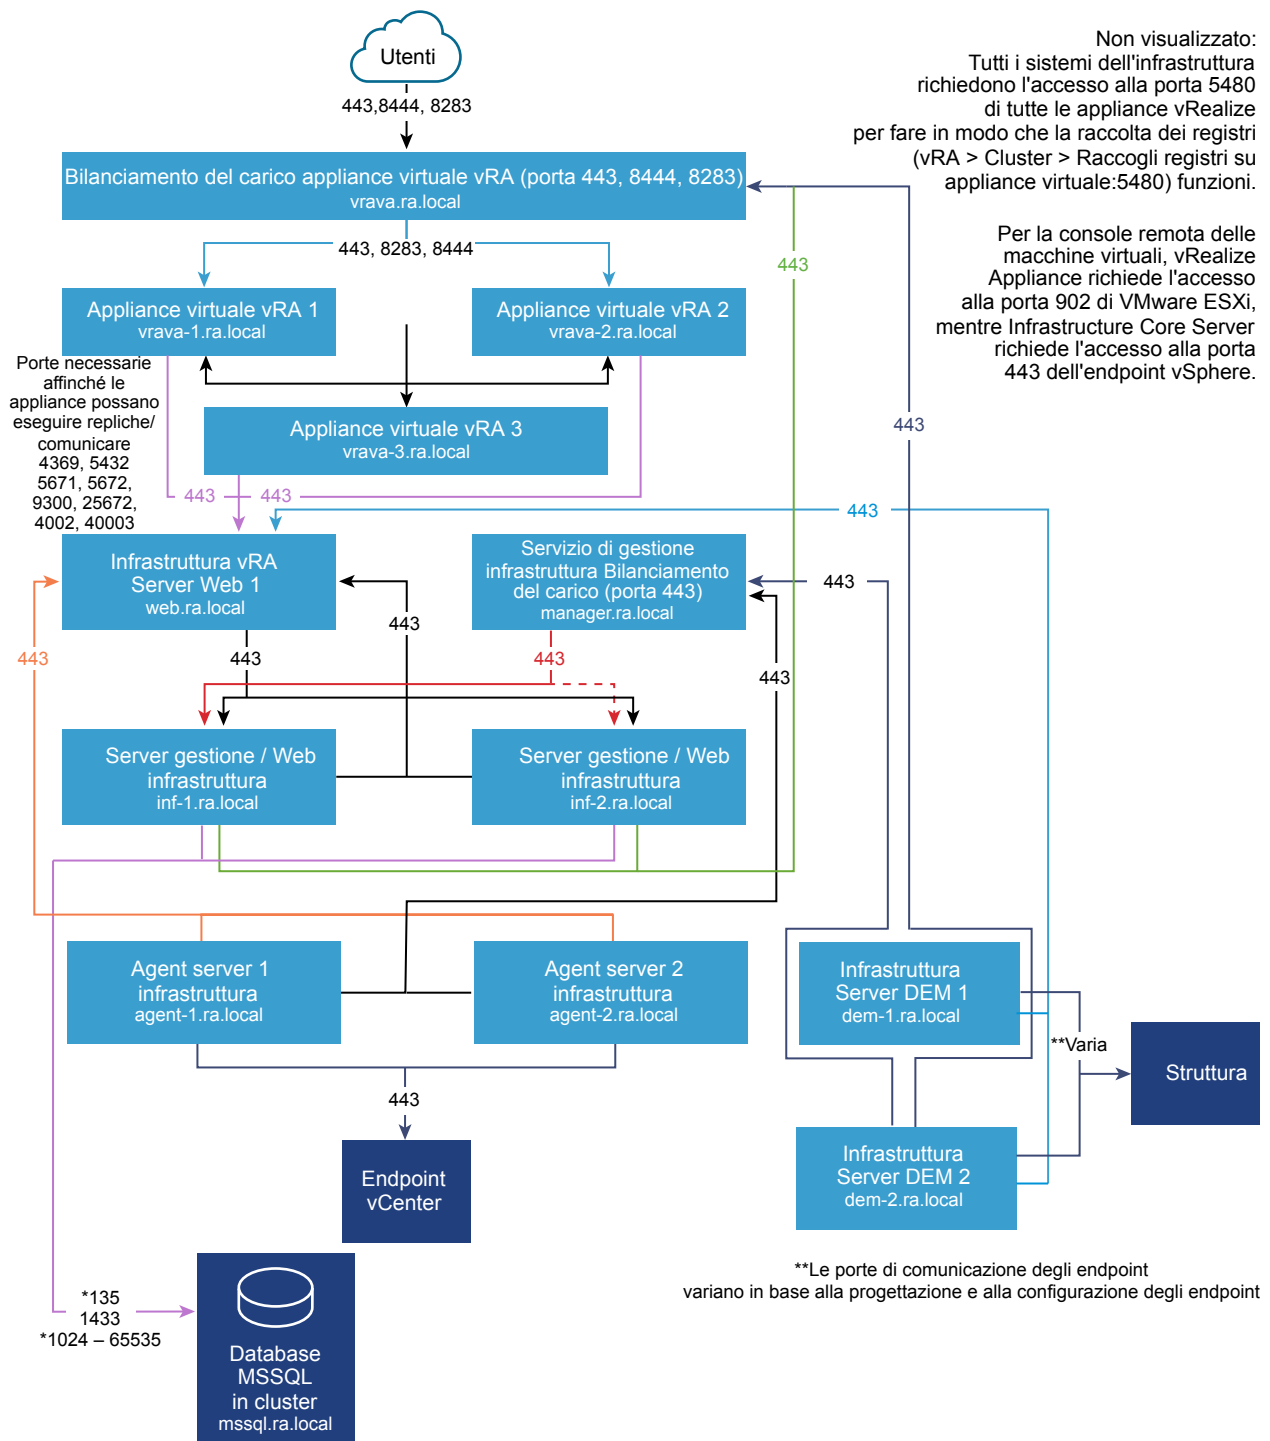 Utenti
443,8444, 8283
Non visualizzato:
Tutti i sistemi dell'infrastruttura
richiedono l'accesso alla porta 5480
di tutte le appliance vRealize
per fare in modo che la raccolta dei registri
(vRA > Cluster > Raccogli registri su
appliance virtuale:5480) funzioni.
Per la console remota delle
macchine virtuali, vRealize
Appliance richiede l'accesso
alla porta 902 di VMware ESXi,
mentre Infrastructure Core Server
richiede l'accesso alla porta
443 dell'endpoint vSphere.
Bilanciamento del carico appliance virtuale vRA (porta 443, 8444, 8283)
vrava.ra.local
443, 8283, 8444
443
Appliance virtuale vRA 1
vrava-1.ra.local
Appliance virtuale vRA 2
vrava-2.ra.local
Porte necessarie
affinché le
appliance possano
eseguire repliche/
comunicare
4369, 5432
5671, 5672,
9300, 25672,
4002, 40003
Appliance virtuale vRA 3
vrava-3.ra.local
443
443
443
443
Infrastruttura vRA
Server Web 1
web.ra.local
Servizio di gestione
infrastruttura Bilanciamento
del carico (porta 443)
manager.ra.local
443
443
443
443
443
443
Server gestione / Web
infrastruttura
inf-1.ra.local
Server gestione / Web
infrastruttura
inf-2.ra.local
Agent server 1
infrastruttura
agent-1.ra.local
Agent server 2
infrastruttura
agent-2.ra.local
Infrastruttura
Server DEM 1
dem-1.ra.local
**Varia
Struttura
443
Endpoint
vCenter
Infrastruttura
Server DEM 2
dem-2.ra.local
**Le porte di comunicazione degli endpoint
variano in base alla progettazione e alla configurazione degli endpoint
*135
1433
*1024 – 65535
Database
MSSQL
in cluster
mssql.ra.local